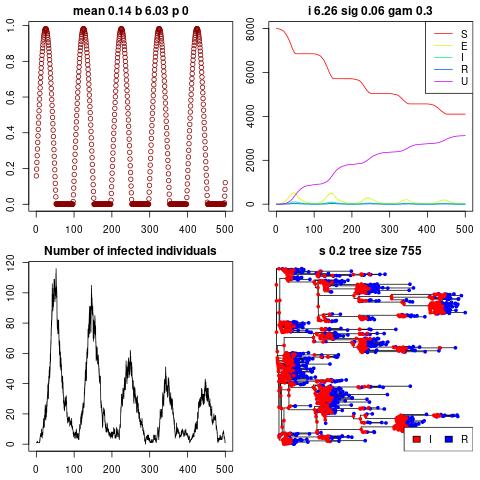 mean 0.14 b 6.03 p 0
0.0 0.2 0.4 0.6 0.8 1.0
0 100 200 300 400 500
i 6.26 sig 0.06 gam 0.3
0 2000 4000 6000 8000
0 100 200 300 400 500
S
E
I
R
U
Number of infected individuals
0 20 40 60 80 100 120
0 100 200 300 400 500
s 0.2 tree size 755
I R